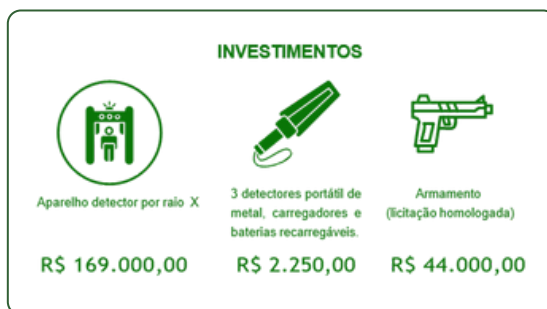 INVESTIMENTOS
Aparelho detector por raio X
3 detectores portátil de
metal, carregadores e
baterias recarregáveis.
Armamento
(licitação homologada)
R$ 169.000,00
R$ 2.250,00
R$ 44.000,00